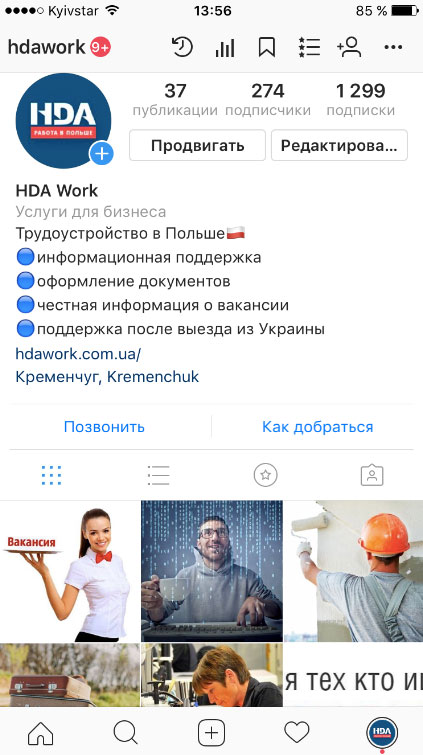 Kyivstar 13:56 85 %
hdawork 9+
HDA
РАБОТА В ПОЛЬШЕ
37 274 1 299
публикации подписчики подписки
Продвигать Редактирова...
HDA Work
Услуги для бизнеса
Трудоустройство в Польше🇵🇱
🔵информационная поддержка
🔵оформление документов
🔵честная информация о вакансии
🔵поддержка после выезда из Украины
hdawork.com.ua/
Кременчуг, Kremenchuk
Позвонить Как добраться
Вакансия
я тех кто
HDA